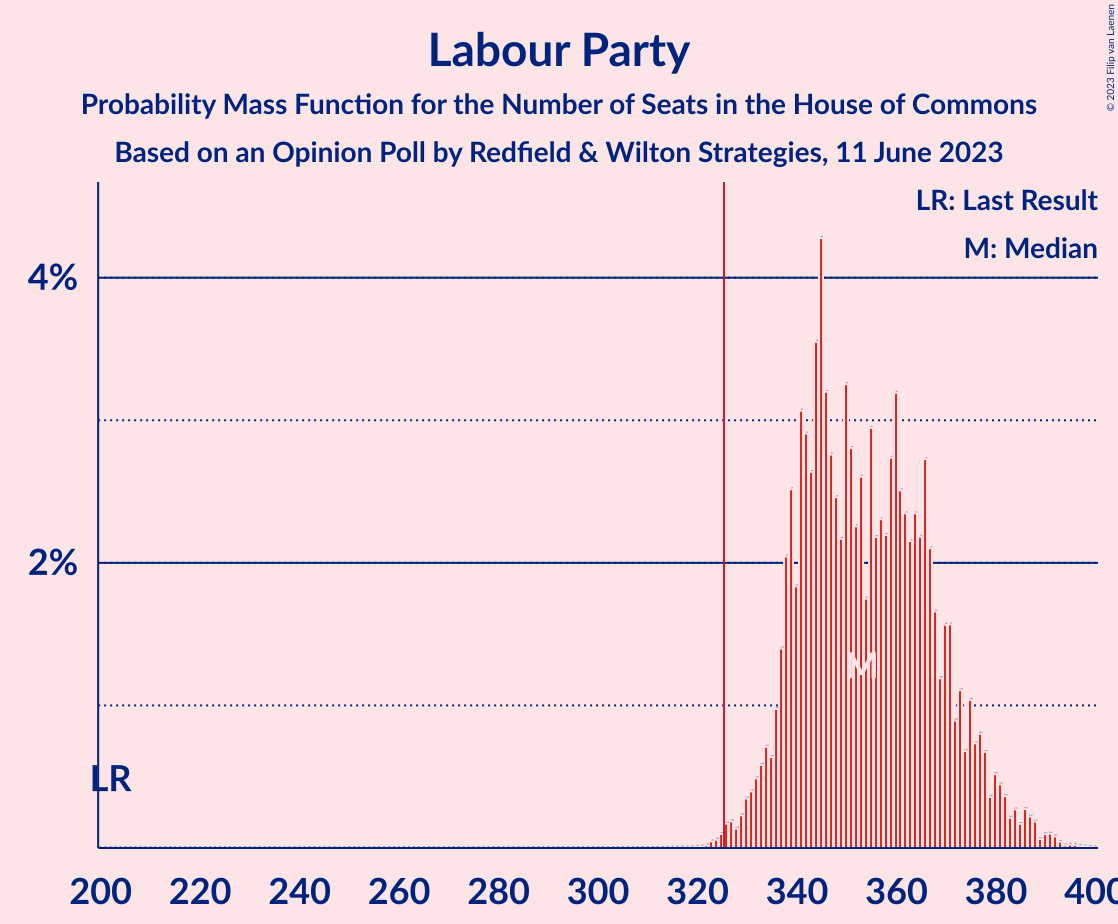 Labour Party
Probability Mass Function for the Number of Seats in the House of Commons
Based on an Opinion Poll by Redfield & Wilton Strategies, 11 June 2023
© 2023 Filip van Laenen
LR: Last Result
M: Median
4%
2%
M
LR
200 220 240 260 280 300 320 340 360 380 400